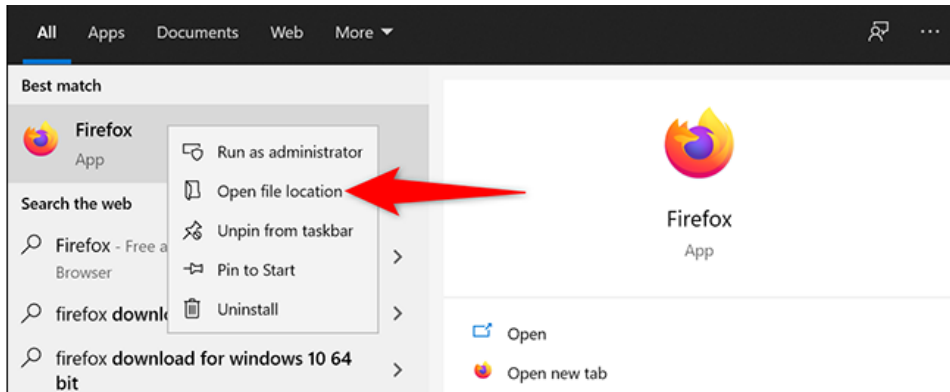 All Apps Documents Web More
Best match
Firefox
App
Run as administrator
Open file location
Unpin from taskbar
Pin to Start
Uninstall
Search the web
Firefox - Free a
Browser
firefox downl
firefox download for windows 10 64
bit
Firefox
App
Open
Open new tab